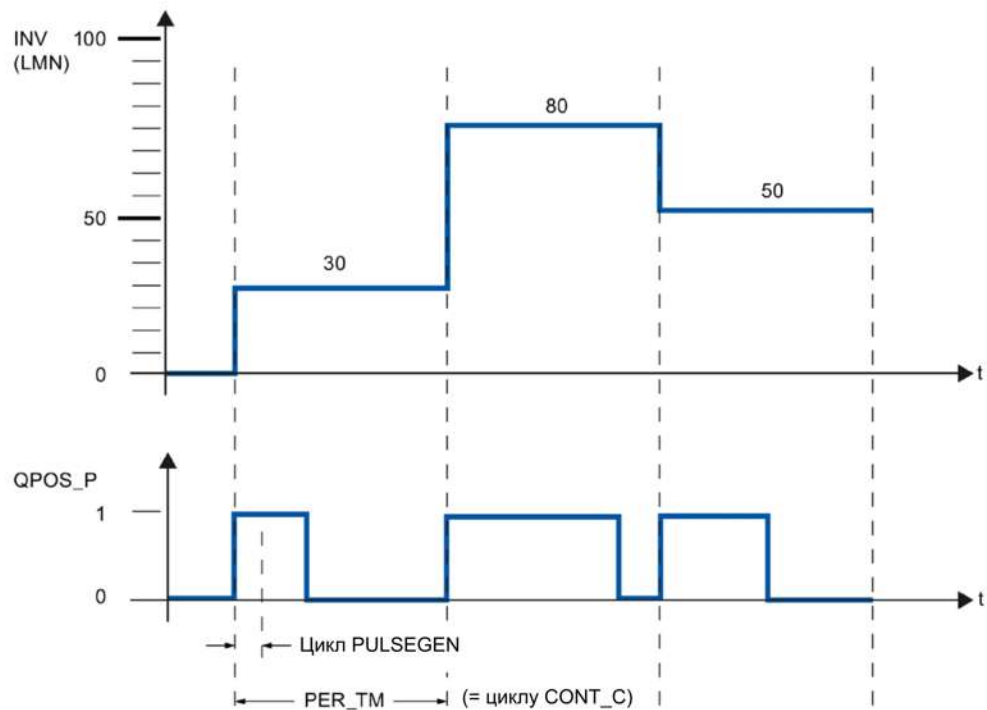 INV 100
(LMN)
80
50
50
30
0
t
QPOS_P
1
0
t
Цикл PULSEGEN
PER_TM (= циклу CONT_C)